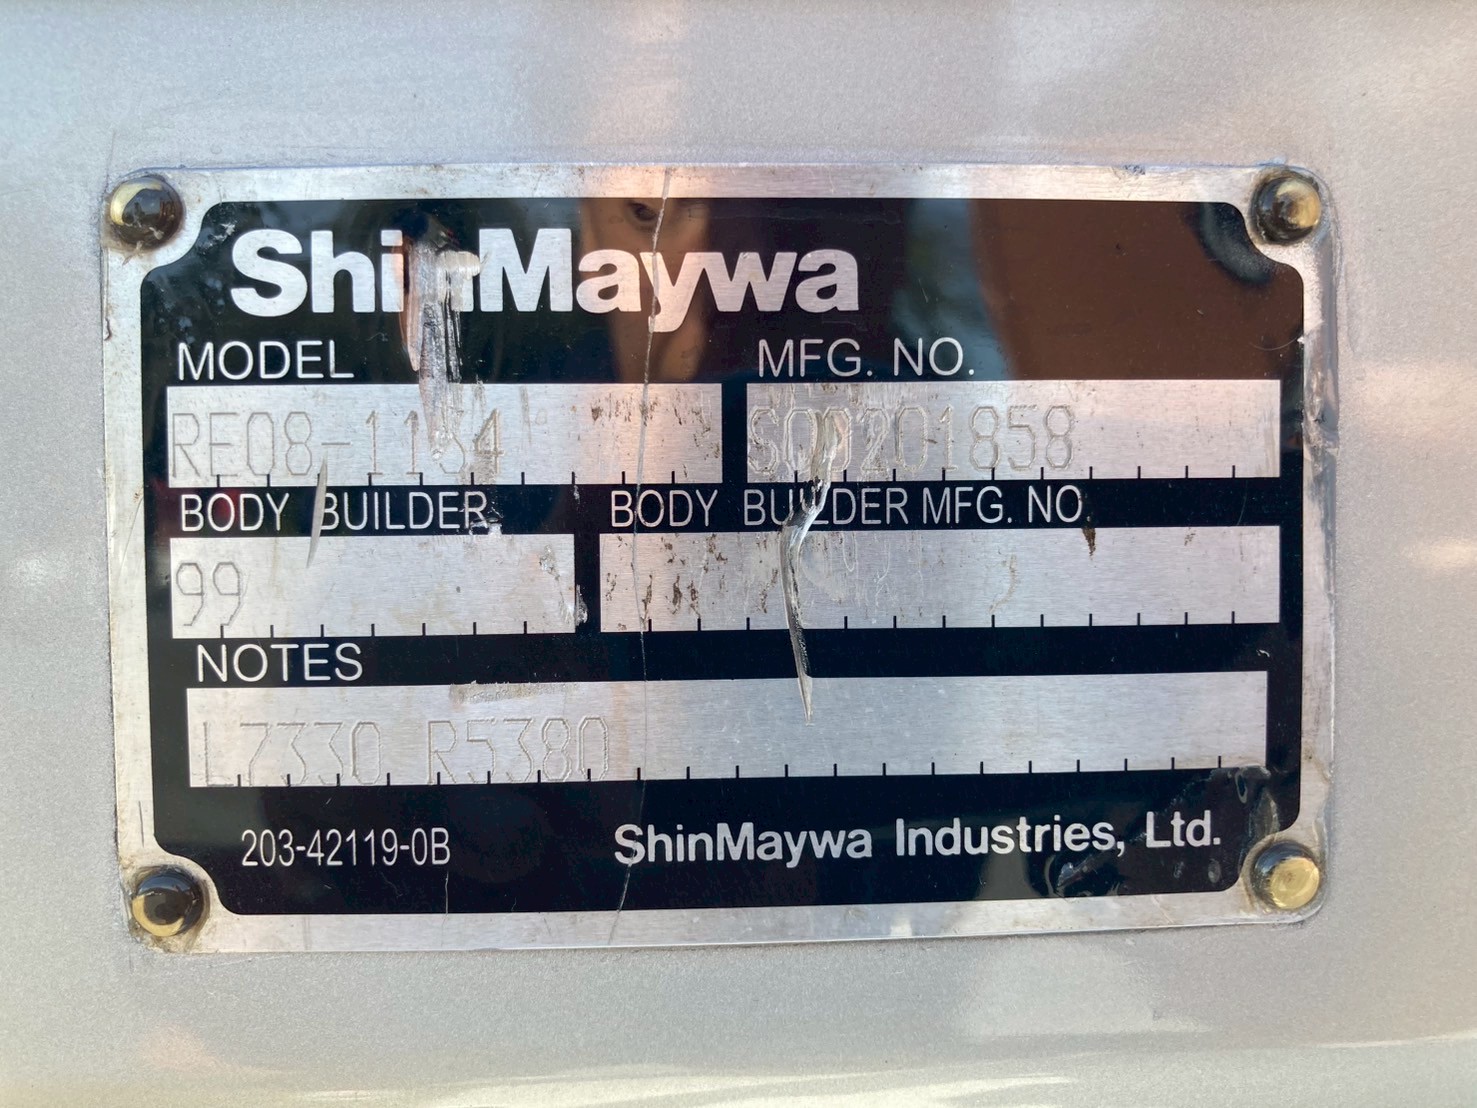 ShinMaywa
MODEL MFG. NO.
RE08-1134 S00201858
BODY BUILDER BODY BUILDER MFG. NO.
99
NOTES
L7330 R5380
203-42119-0B ShinMaywa Industries, Ltd.